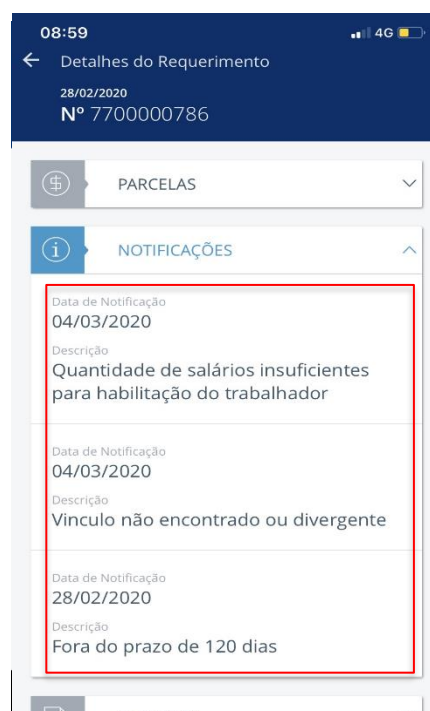 08:59
4G
Detalhes do Requerimento
28/02/2020
Nº 7700000786
PARCELAS
NOTIFICAÇÕES
Data de Notificação
04/03/2020
Descrição
Quantidade de salários insuficientes
para habilitação do trabalhador
Data de Notificação
04/03/2020
Descrição
Vinculo não encontrado ou divergente
Data de Notificação
28/02/2020
Descrição
Fora do prazo de 120 dias